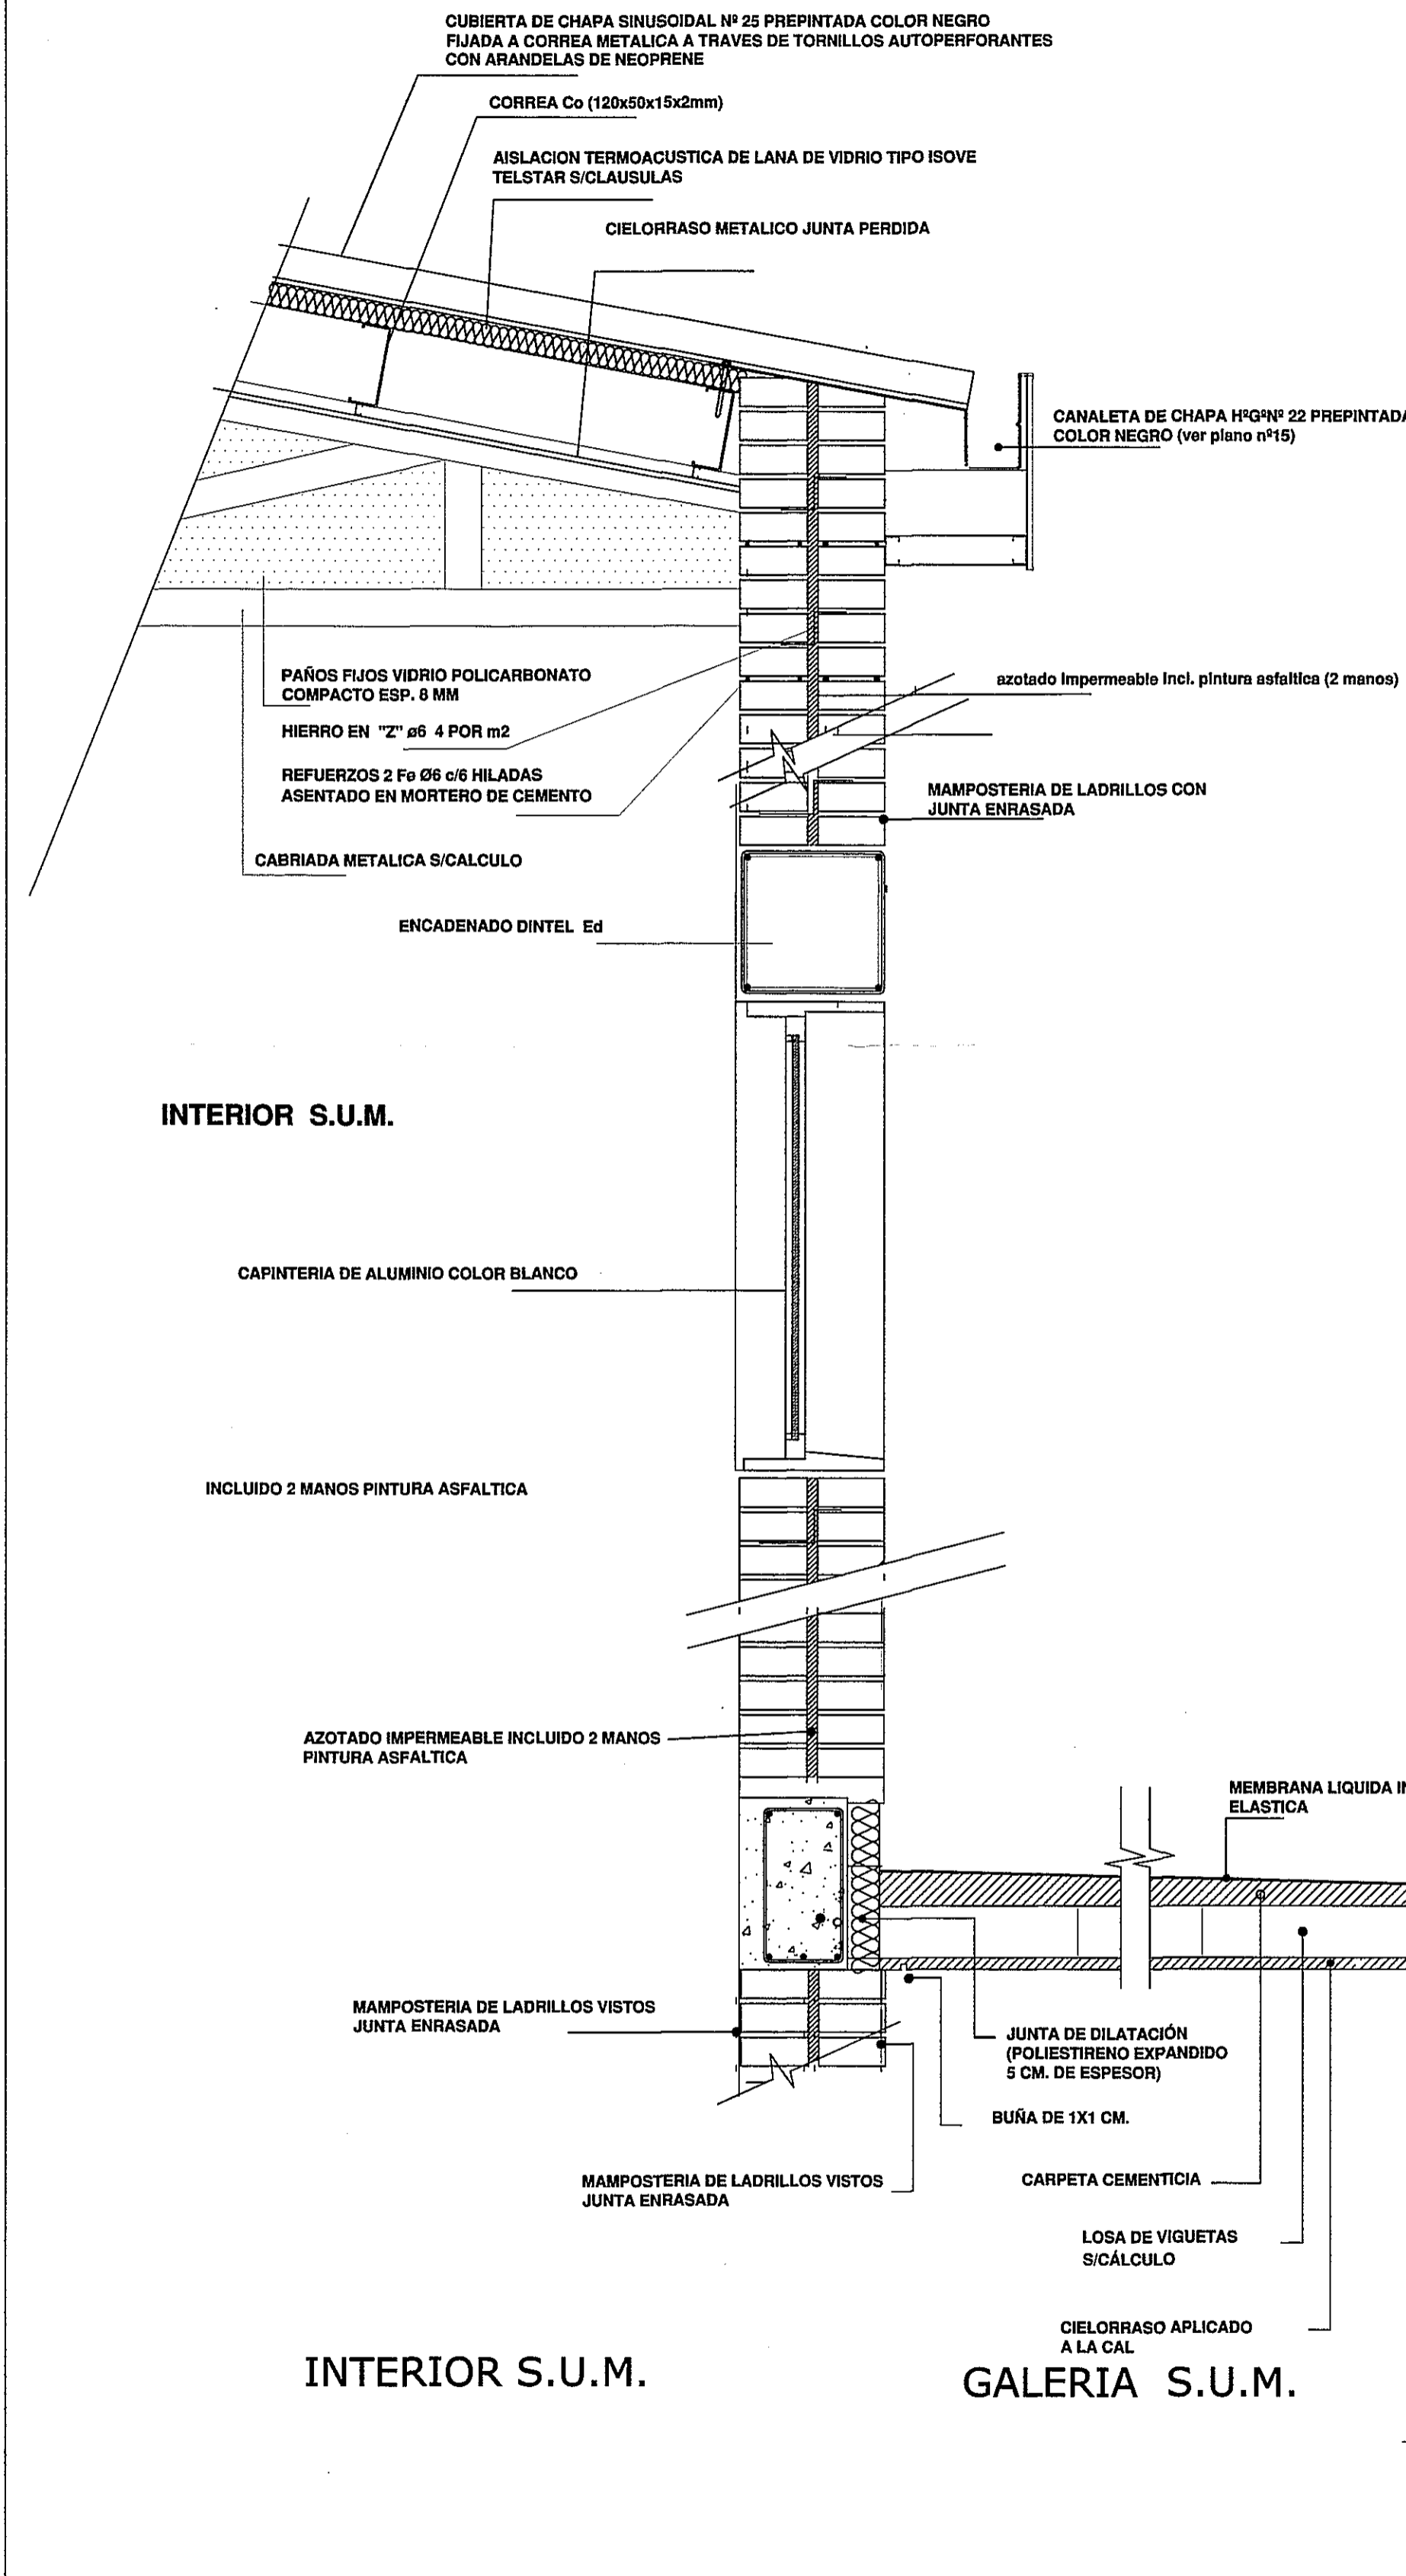 CUBIERTA DE CHAPA SINUSOIDAL Nº 25 PREPINTADA COLOR NEGRO
FIJADA A CORREA METALICA A TRAVES DE TORNILLOS AUTOPERFORANTES
CON ARANDELAS DE NEOPRENE
CORREA Co (120x50x15x2mm)
AISLACION TERMOACUSTICA DE LANA DE VIDRIO TIPO ISOVE
TELSTAR S/CLAUSULAS
CIELORRASO METALICO JUNTA PERDIDA
CANALETA DE CHAPA HºGºNº 22 PREPINTADA
COLOR NEGRO (ver plano nº15)
PAÑOS FIJOS VIDRIO POLICARBONATO
COMPACTO ESP. 8 MM
azotado impermeable incl. pintura asfaltica (2 manos)
HIERRO EN "Z" ø6 4 POR m2
REFUERZOS 2 Fe Ø6 c/6 HILADAS
ASENTADO EN MORTERO DE CEMENTO
MAMPOSTERIA DE LADRILLOS CON
JUNTA ENRASADA
CABRIADA METALICA S/CALCULO
ENCADENADO DINTEL Ed
INTERIOR S.U.M.
CAPINTERIA DE ALUMINIO COLOR BLANCO
INCLUIDO 2 MANOS PINTURA ASFALTICA
AZOTADO IMPERMEABLE INCLUIDO 2 MANOS
PINTURA ASFALTICA
MEMBRANA LIQUIDA
ELASTICA
MAMPOSTERIA DE LADRILLOS VISTOS
JUNTA ENRASADA
JUNTA DE DILATACIÓN
(POLIESTIRENO EXPANDIDO
5 CM. DE ESPESOR)
BUÑA DE 1X1 CM.
MAMPOSTERIA DE LADRILLOS VISTOS
JUNTA ENRASADA
CARPETA CEMENTICIA
LOSA DE VIGUETAS
S/CÁLCULO
CIELORRASO APLICADO
A LA CAL
INTERIOR S.U.M.
GALERIA S.U.M.